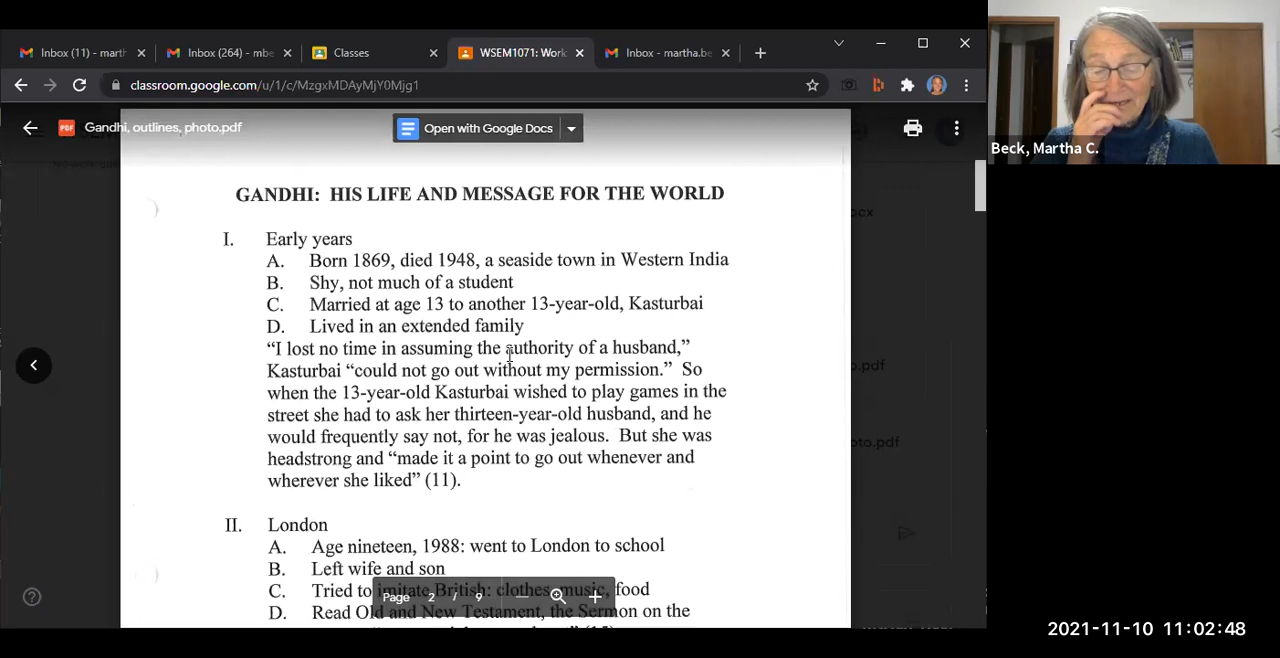 Inbox (11) - marth
Inbox (264) - mbe
Classes
WSEM1071: Work
Inbox - martha.be
classroom.google.com/u/1/c/MzgxMDAyMjY0Mjg1
PDF
Gandhi, outlines, photo.pdf
Open with Google Docs
Beck, Martha C.
GANDHI: HIS LIFE AND MESSAGE FOR THE WORLD
I. Early years
A. Born 1869, died 1948, a seaside town in Western India
B. Shy, not much of a student
C. Married at age 13 to another 13-year-old, Kasturbai
D. Lived in an extended family
“I lost no time in assuming the authority of a husband,”
Kasturbai “could not go out without my permission.” So
when the 13-year-old Kasturbai wished to play games in the
street she had to ask her thirteen-year-old husband, and he
would frequently say not, for he was jealous. But she was
headstrong and “made it a point to go out whenever and
wherever she liked” (11).
II. London
A. Age nineteen, 1988: went to London to school
B. Left wife and son
C. Tried to imitate British: clothes, music, food
D. Read Old and New Testament, the Sermon on the
Page 2 / 9
ocx
df
oto.pdf
2021-11-10 11:02:48